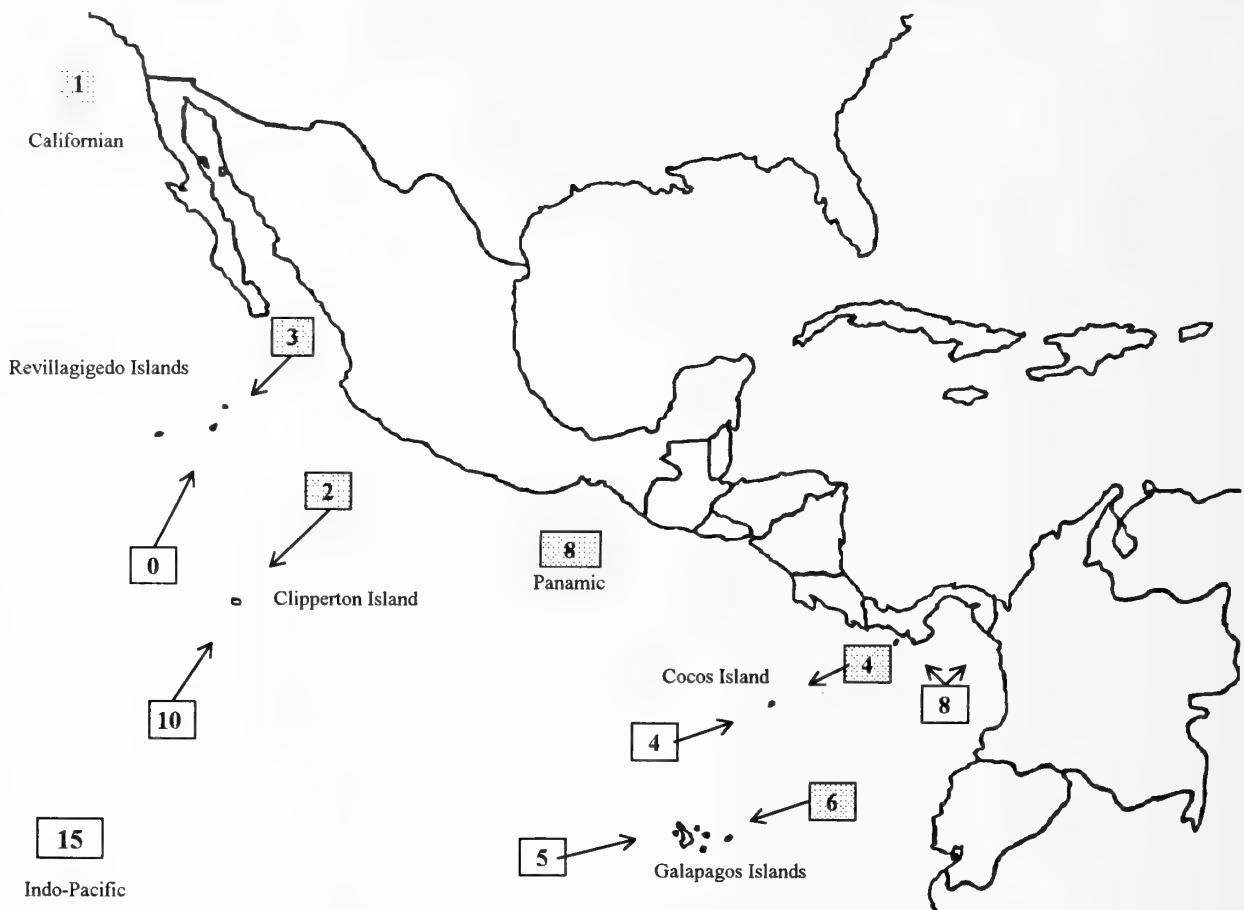 1
Californian
3
Revillagigedo Islands
2
0
8
Panamic
Clipperton Island
4
Cocos Island
8
10
4
6
15
5
Galapagos Islands
Indo-Pacific